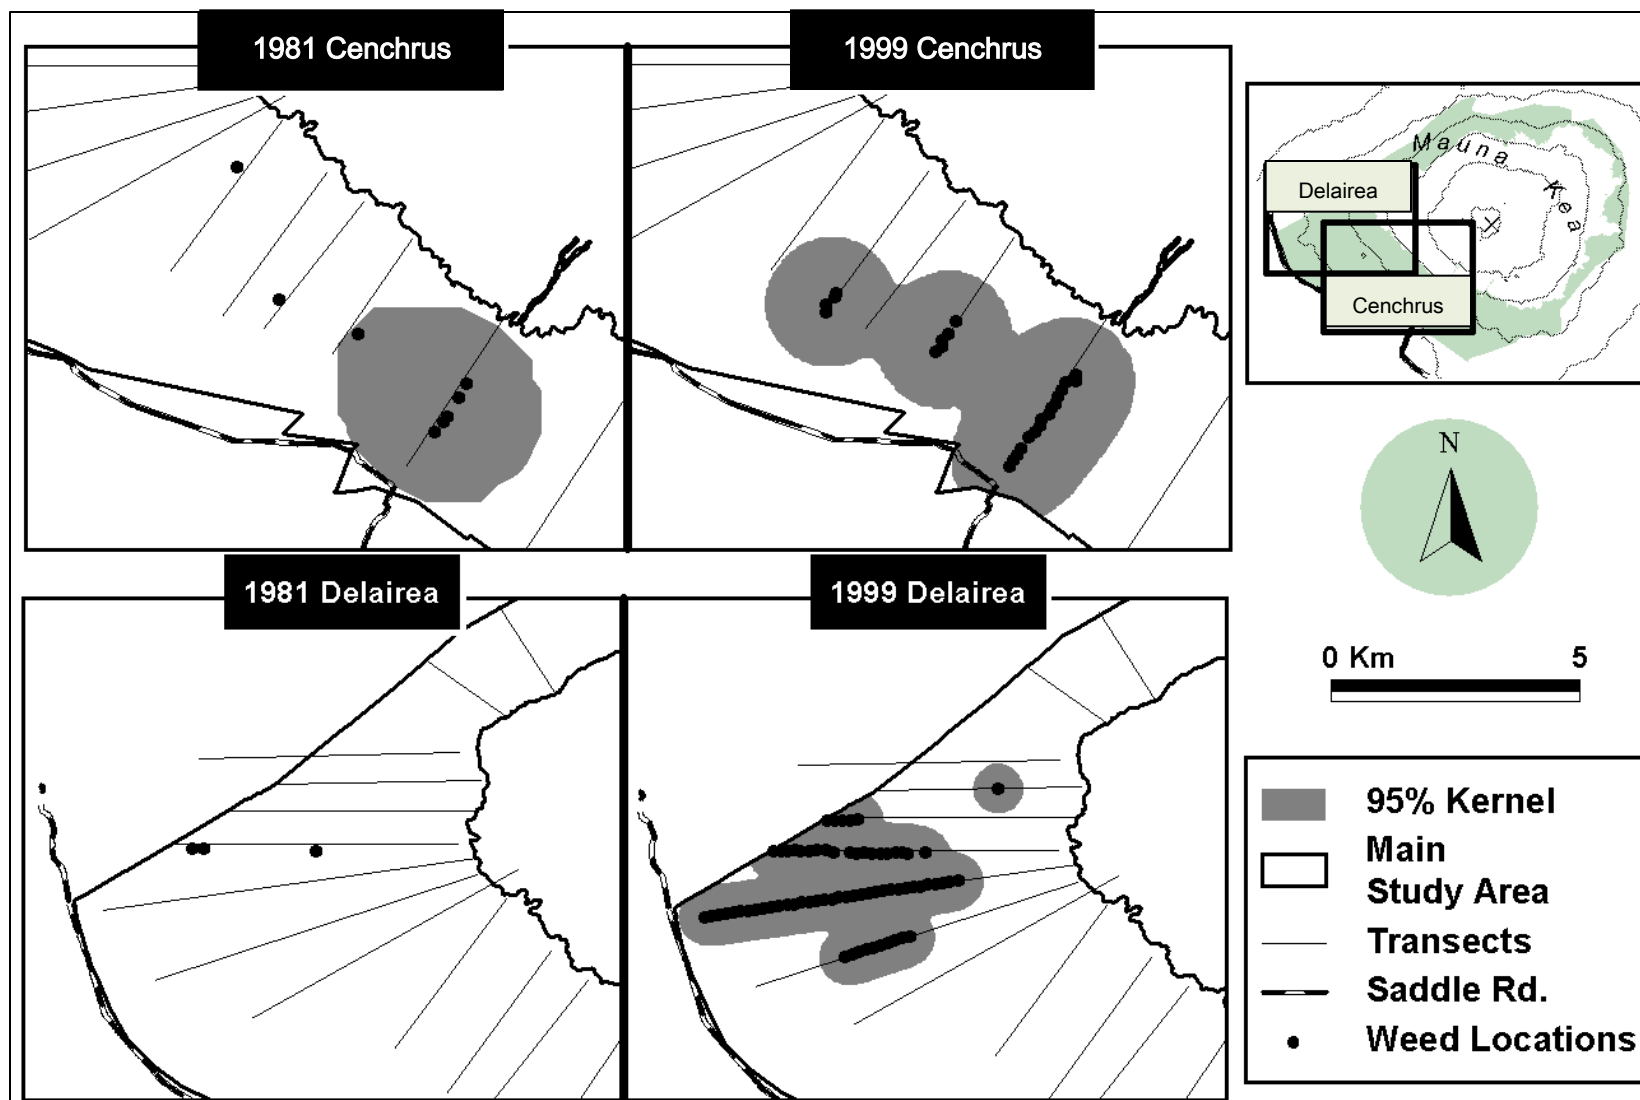 1981 Cenchrus
1999 Cenchrus
Mauna Kea
Delairea
Cenchrus
N
0 Km 5
1981 Delairea
1999 Delairea
95% Kernel
Main
Study Area
Transects
Saddle Rd.
Weed Locations